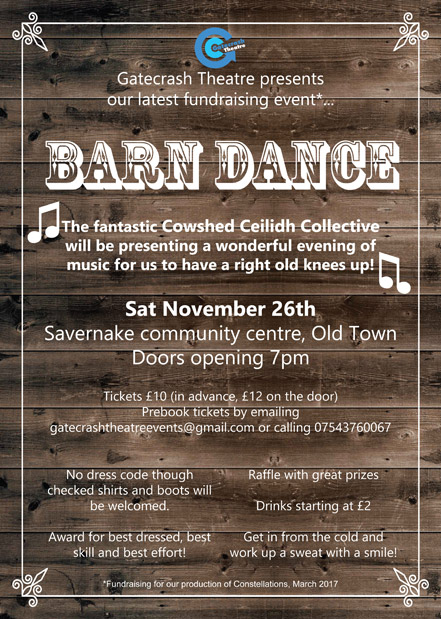 Gatecrash
Theatre
Gatecrash Theatre presents
our latest fundraising event*...
BARN DANCE
The fantastic Cowshed Ceilidh Collective
will be presenting a wonderful evening of
music for us to have a right old knees up!
Sat November 26th
Savernake community centre, Old Town
Doors opening 7pm
Tickets £10 (in advance, £12 on the door)
Prebook tickets by emailing
gatecrashtheatreevents@gmail.com or calling 07543760067
No dress code though
checked shirts and boots will
be welcomed.
Award for best dressed, best
skill and best effort!
Raffle with great prizes
Drinks starting at £2
Get in from the cold and
work up a sweat with a smile!
*Fundraising for our production of Constellations, March 2017